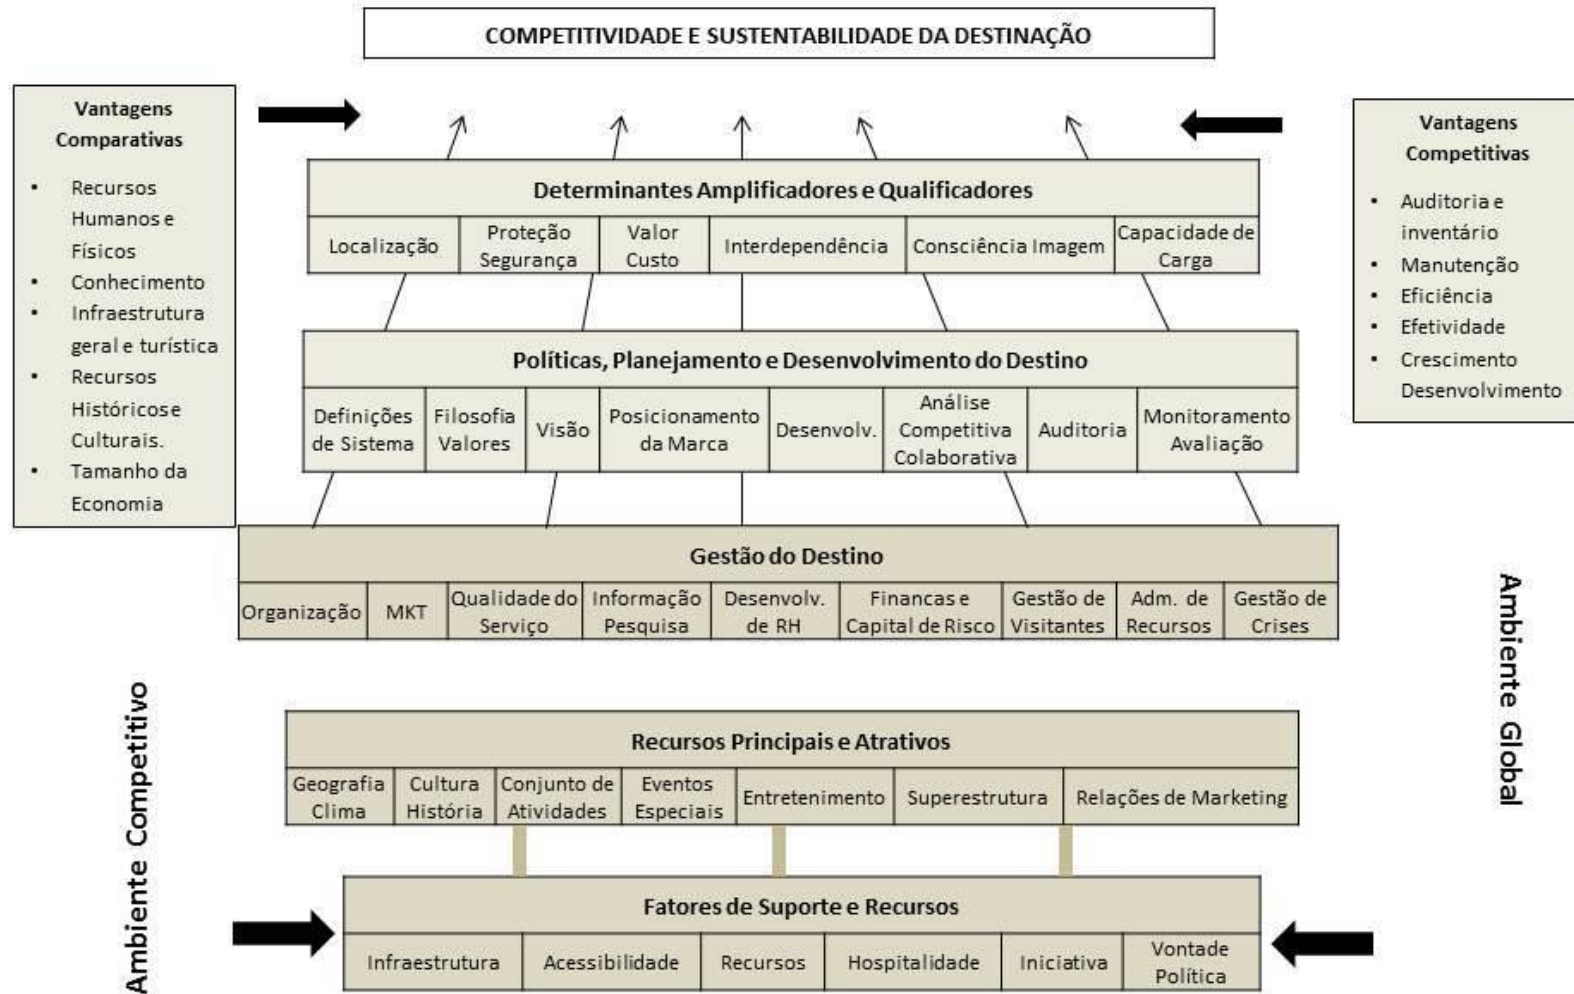 COMPETITIVIDADE E SUSTENTABILIDADE DA DESTINAÇÃO
Vantagens
Comparativas
• Recursos
Humanos e
Físicos
• Conhecimento
• Infraestrutura
geral e turística
• Recursos
Históricos e
Culturais.
• Tamanho da
Economia
Vantagens
Competitivas
• Auditoria e
inventário
• Manutenção
• Eficiência
• Efetividade
• Crescimento
Desenvolvimento
Determinantes Amplificadores e Qualificadores
Localização
Proteção
Segurança
Valor
Custo
Interdependência
Consciência Imagem
Capacidade de
Carga
Políticas, Planejamento e Desenvolvimento do Destino
Definições
de Sistema
Filosofia
Valores
Visão
Posicionamento
da Marca
Desenvolv.
Análise
Competitiva
Colaborativa
Auditoria
Monitoramento
Avaliação
Gestão do Destino
Organização
MKT
Qualidade do
Serviço
Informação
Pesquisa
Desenvolv.
de RH
Financas e
Capital de Risco
Gestão de
Visitantes
Adm. de
Recursos
Gestão de
Crises
Ambiente Competitivo
Ambiente Global
Recursos Principais e Atrativos
Geografia
Clima
Cultura
História
Conjunto de
Atividades
Eventos
Especiais
Entretenimento
Superestrutura
Relações de Marketing
Fatores de Suporte e Recursos
Infraestrutura
Acessibilidade
Recursos
Hospitalidade
Iniciativa
Vontade
Política